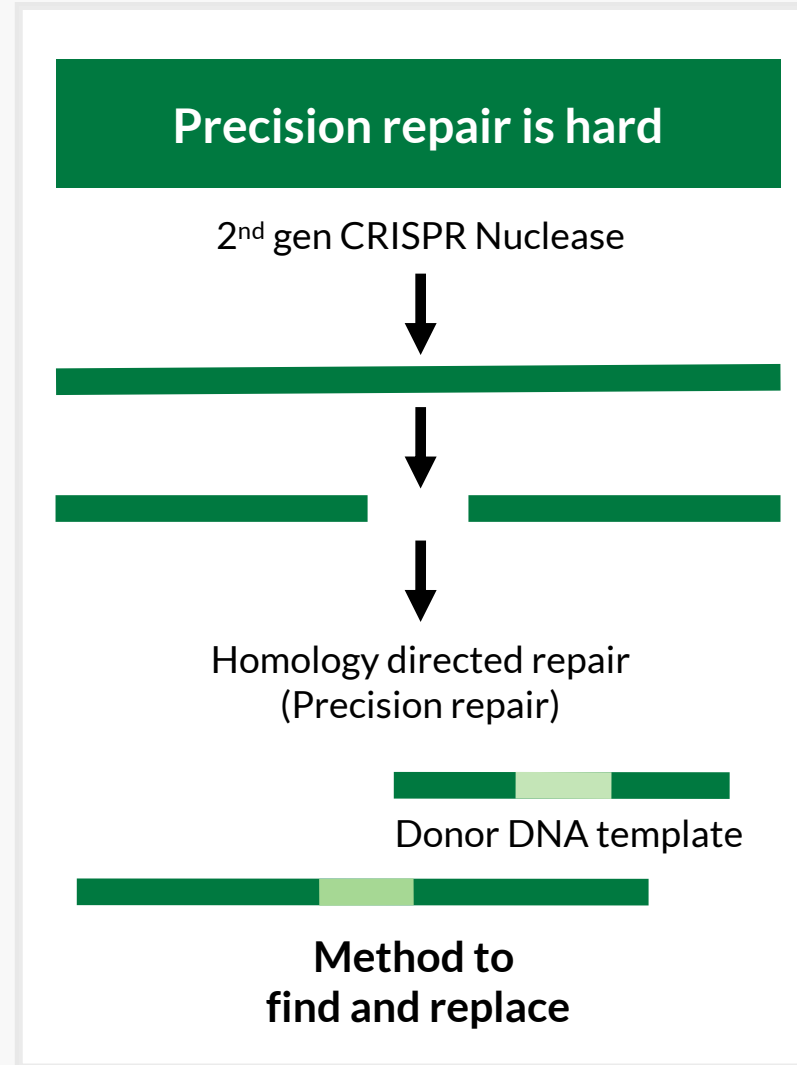 Precision repair is hard
2nd gen CRISPR Nuclease
Homology directed repair
(Precision repair)
Donor DNA template
Method to
find and replace